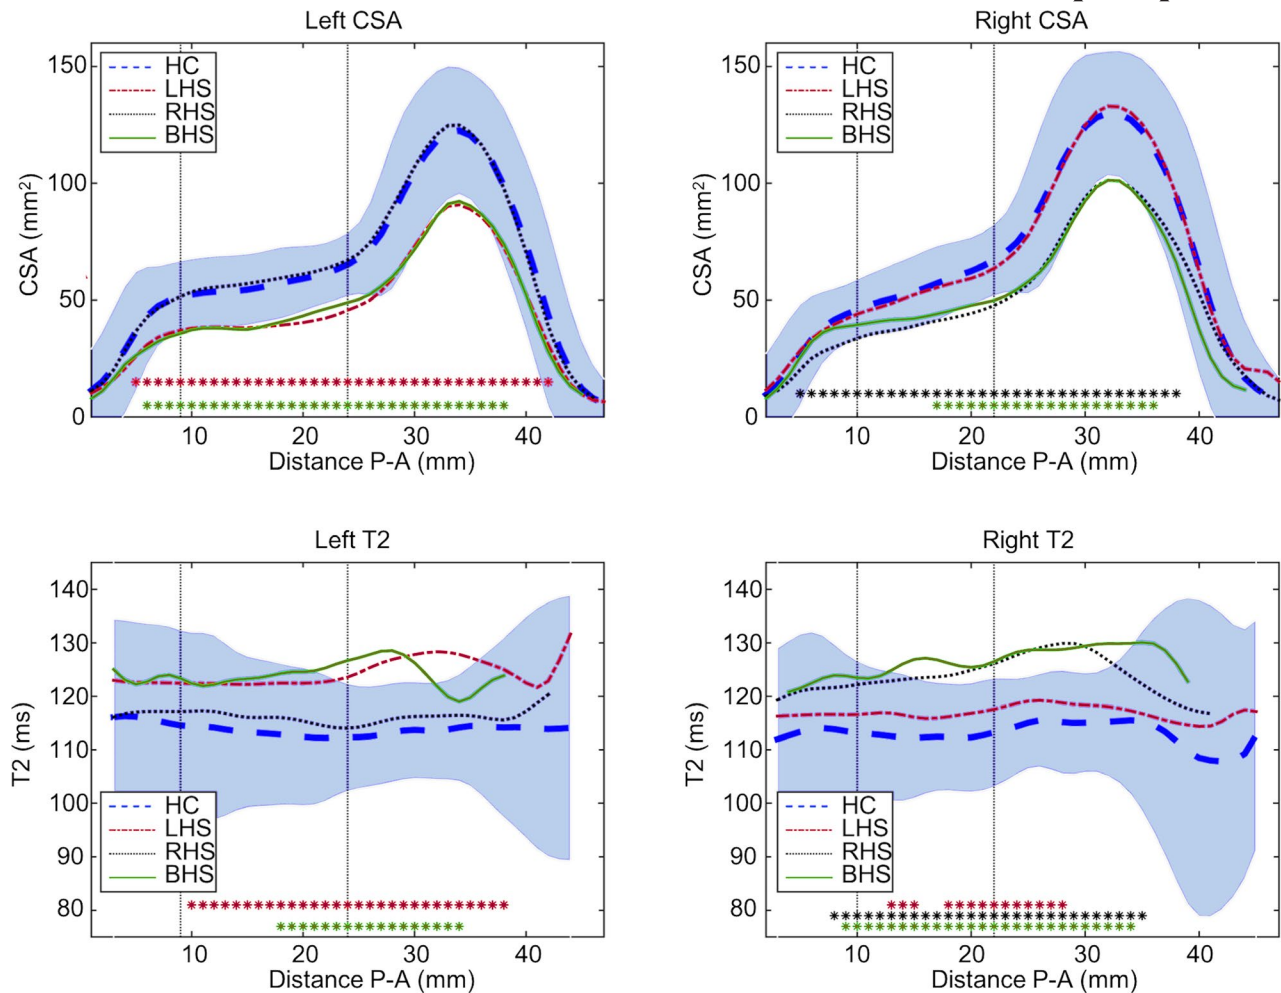 Left CSA
150
100
50
0
CSA (mm²)
HC
LHS
RHS
BHS
10 20 30 40
Distance P-A (mm)
Right CSA
150
100
50
0
CSA (mm²)
HC
LHS
RHS
BHS
10 20 30 40
Distance P-A (mm)
Left T2
140
130
120
110
100
90
80
T2 (ms)
HC
LHS
RHS
BHS
10 20 30 40
Distance P-A (mm)
Right T2
140
130
120
110
100
90
80
T2 (ms)
HC
LHS
RHS
BHS
10 20 30 40
Distance P-A (mm)